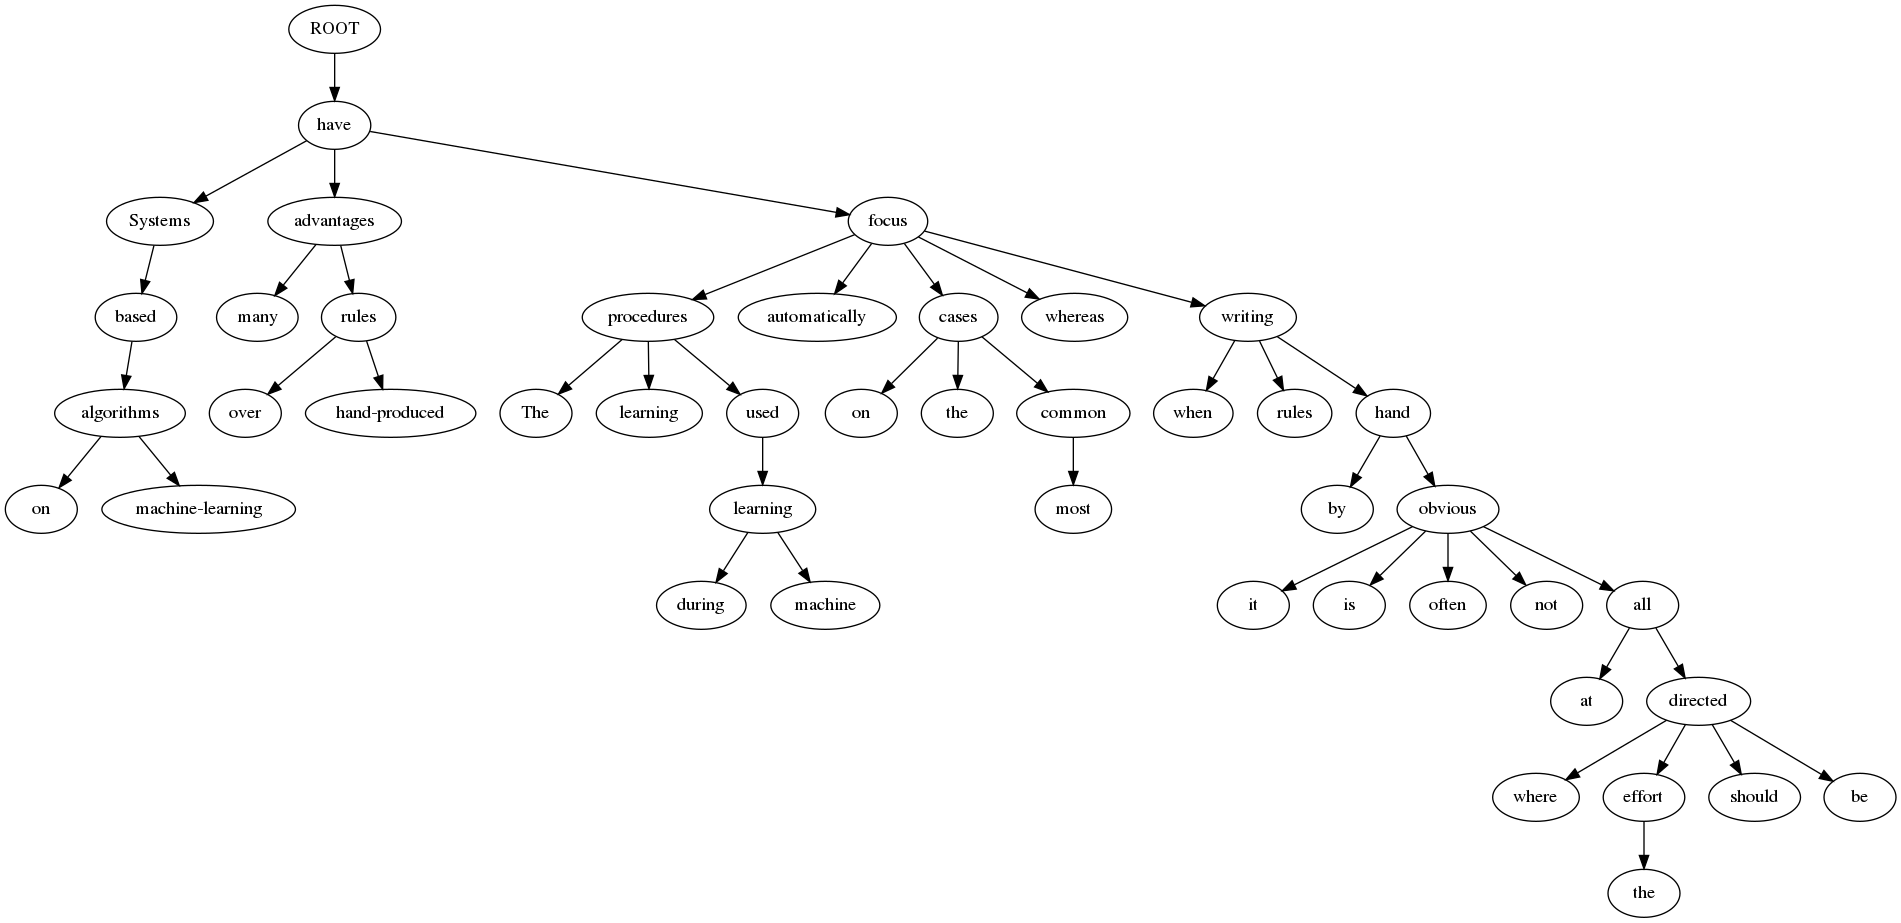 ROOT
have
Systems advantages focus
based many rules procedures automatically cases whereas writing
algorithms over hand-produced The learning used on the common when rules hand
on machine-learning learning most by obvious
during machine it is often not all
at directed
where effort should be
the